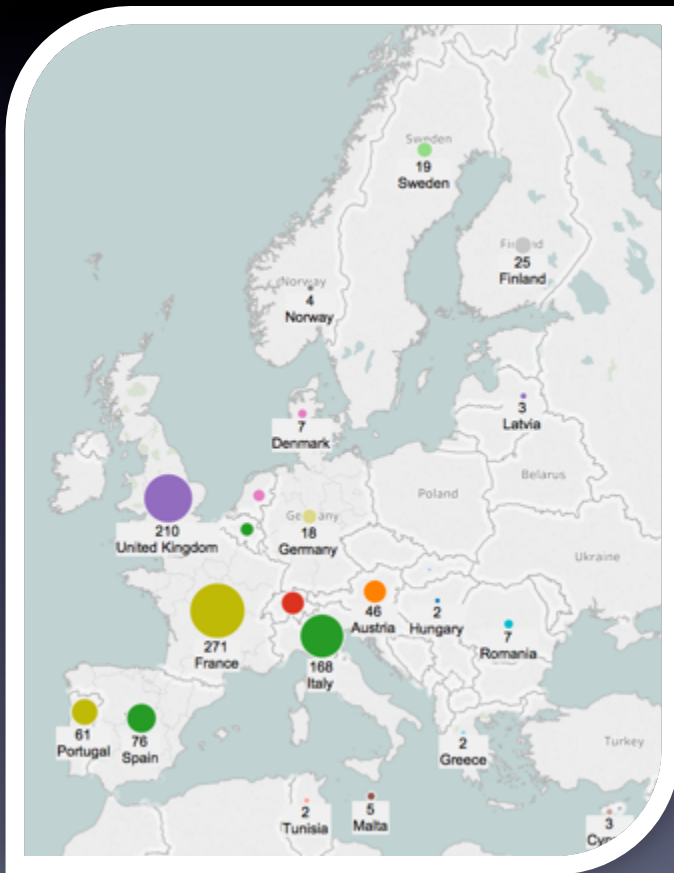 Sweden
19
Sweden
25
Finland
Norway
4
Norway
3
Latvia
7
Denmark
Belarus
Poland
18
Germany
210
United Kingdom
Ukraine
46
Austria
2
Hungary
7
Romania
271
France
168
Italy
61
Portugal
76
Spain
2
Greece
Turkey
2
Tunisia
5
Malta
3